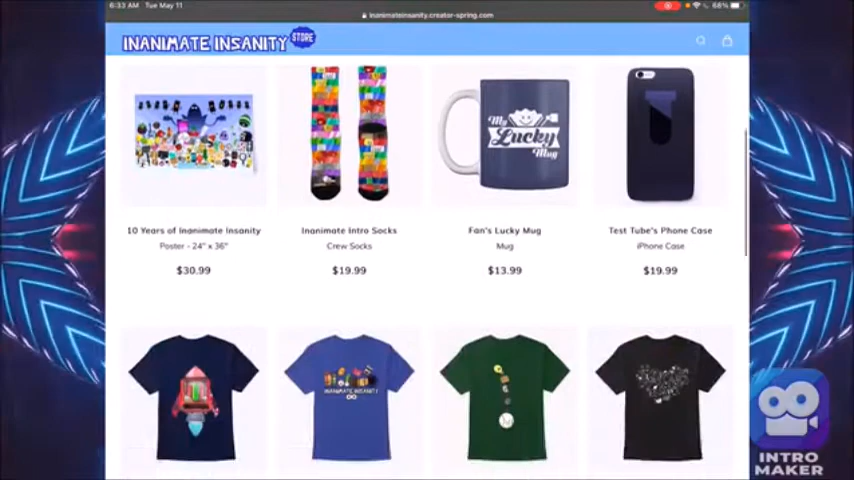 6:33 AM Tue May 11
68%
inanimateinsanity.creator-spring.com
INANIMATE INSANITY STORE
My Lucky Mug
10 Years of Inanimate Insanity
Inanimate Intro Socks
Fan's Lucky Mug
Test Tube's Phone Case
Poster - 24" x 36"
Crew Socks
Mug
iPhone Case
$30.99
$19.99
$13.99
$19.99
INANIMATE INSANITY
INTRO
MAKER